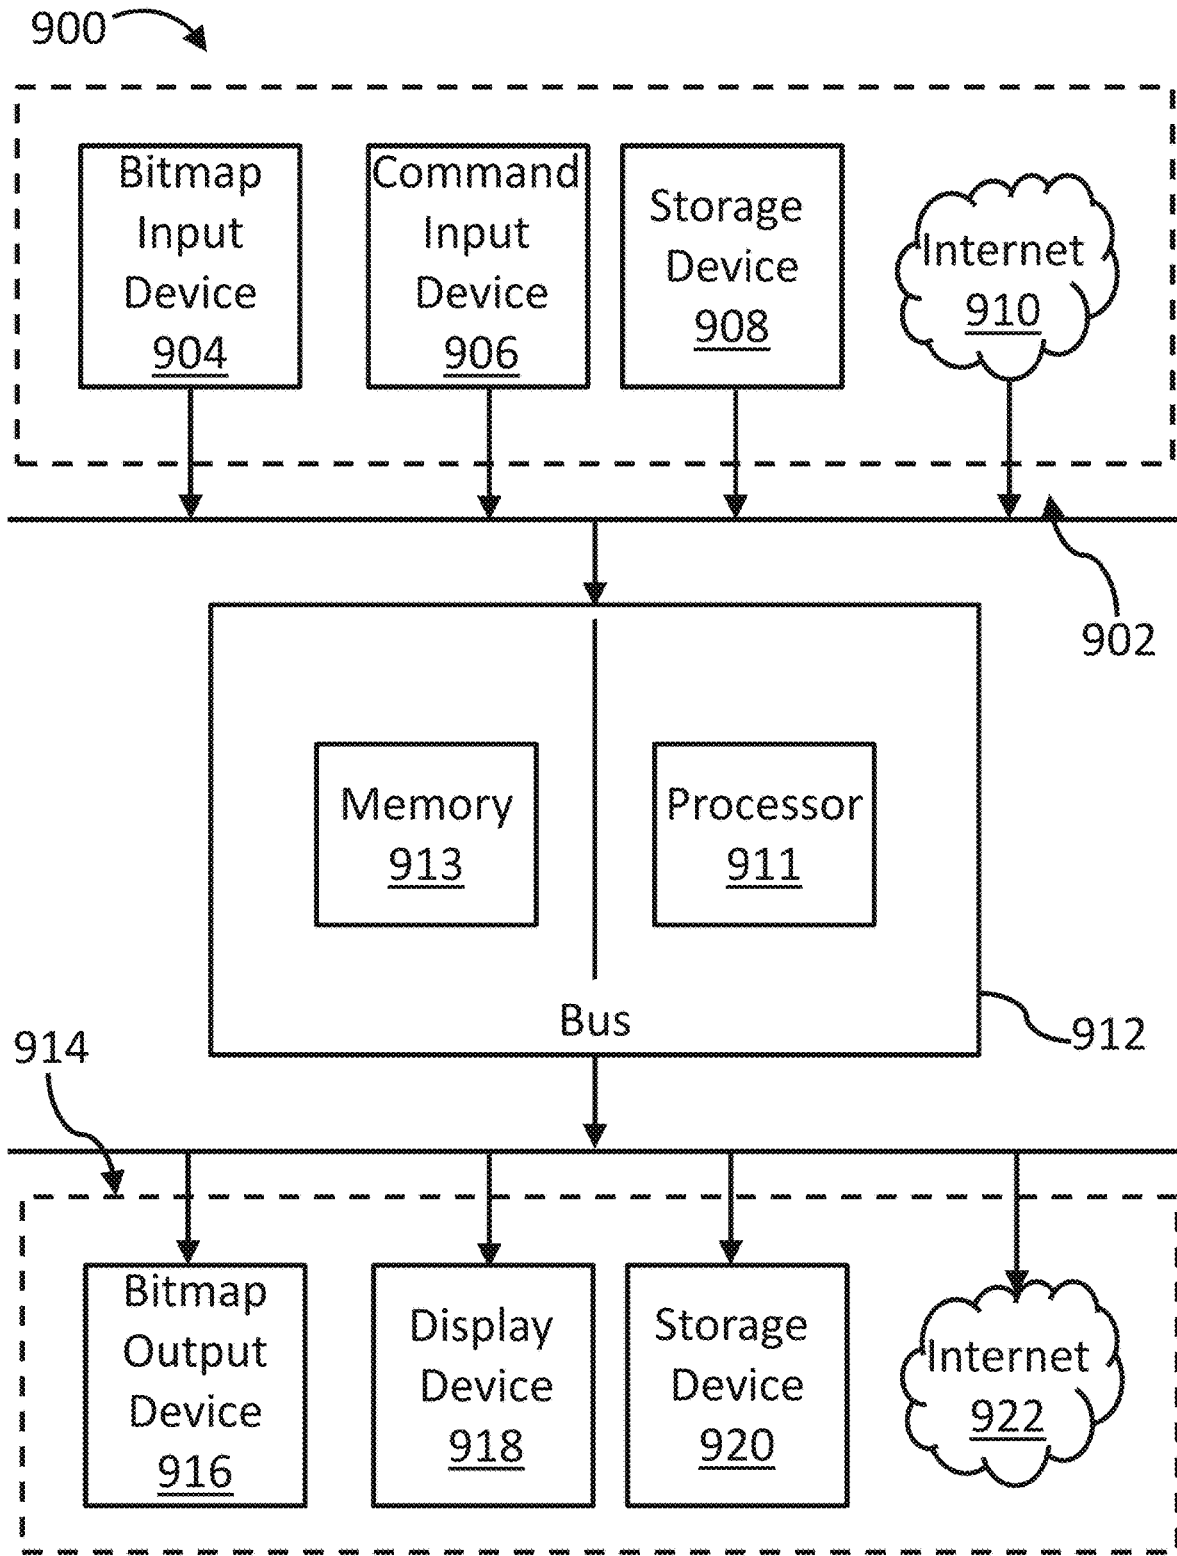 900
Bitmap
Input
Device
904
Command
Input
Device
906
Storage
Device
908
Internet
910
902
Memory
913
Processor
911
Bus
912
914
Bitmap
Output
Device
916
Display
Device
918
Storage
Device
920
Internet
922